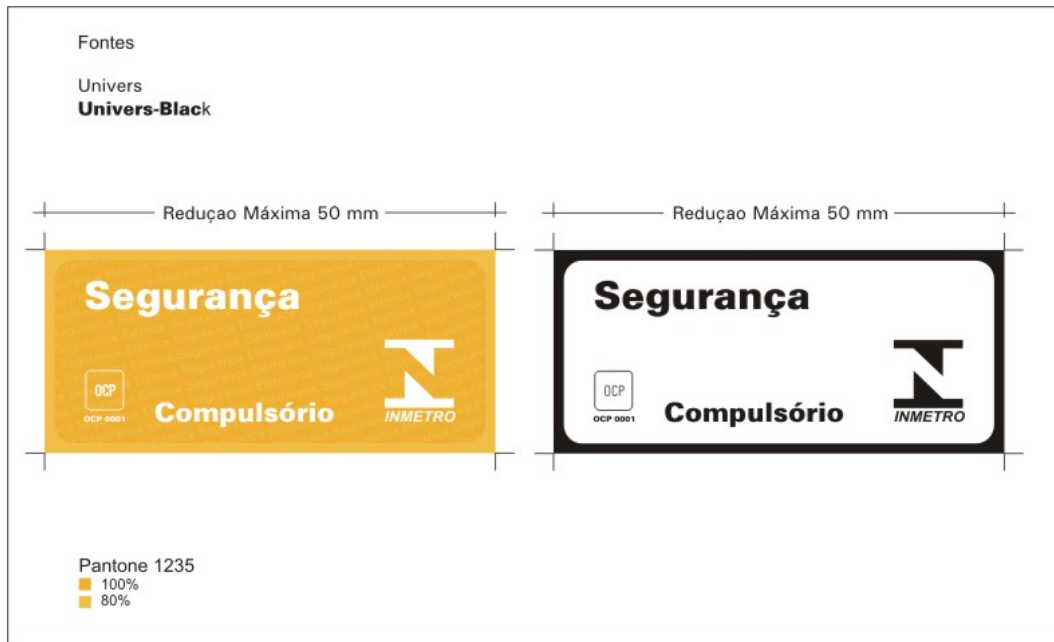 Fontes
Univers
Univers-Black
Reduçao Máxima 50 mm
Reduçao Máxima 50 mm
Segurança
OCP
OCP 0001
Compulsório
INMETRO
Segurança
OCP
OCP 0001
Compulsório
INMETRO
Pantone 1235
100%
80%